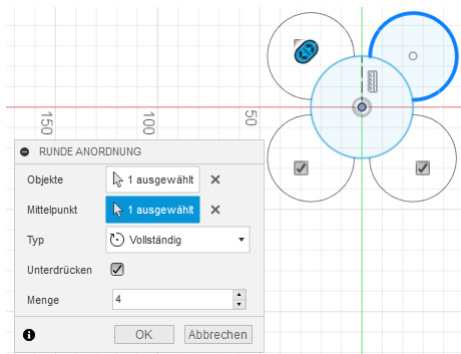 150
100
50
RUNDE ANORDNUNG
Objekte 1 ausgewählt
Mittelpunkt 1 ausgewählt
Typ Vollständig
Unterdrücken
Menge 4
OK Abbrechen